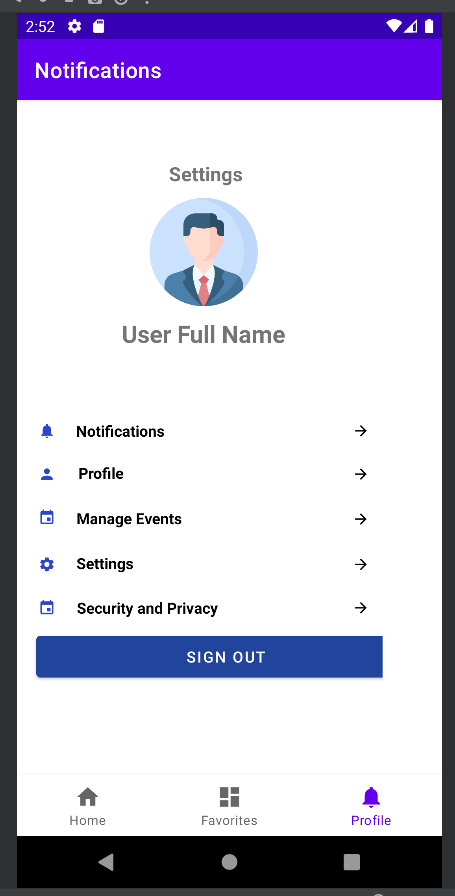 2:52
Notifications
Settings
User Full Name
Notifications
Profile
Manage Events
Settings
Security and Privacy
SIGN OUT
Home Favorites Profile